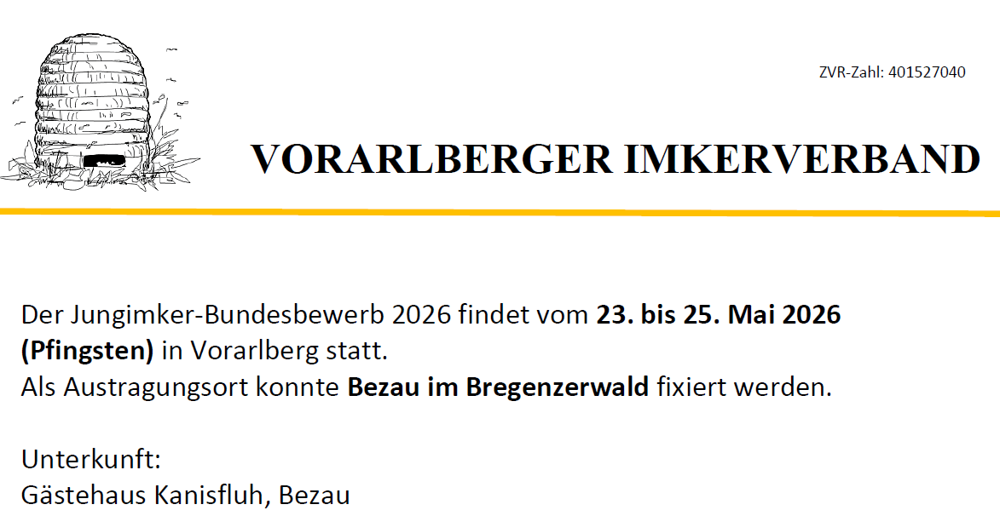 ZVR-Zahl: 401527040
VORARLBERGER IMKERVERBAND
Der Jungimker-Bundesbewerb 2026 findet vom 23. bis 25. Mai 2026
(Pfingsten) in Vorarlberg statt.
Als Austragungsort konnte Bezau im Bregenzerwald fixiert werden.
Unterkunft:
Gästehaus Kanisfluh, Bezau